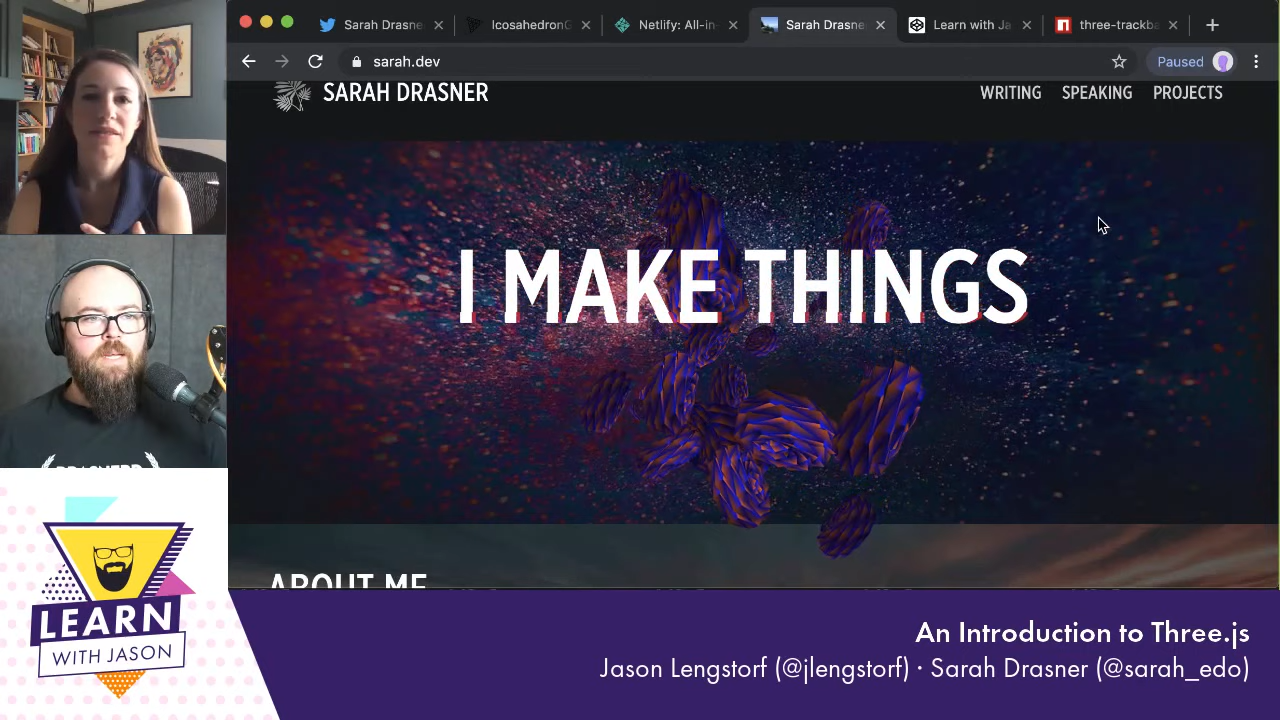 Sarah Drasne
Icosahedron
Netlify: All-in-
Sarah Drasne
Learn with Ja
three-trackba
sarah.dev
Paused
SARAH DRASNER
WRITING SPEAKING PROJECTS
I MAKE THINGS
ABOUT ME
LEARN
WITH JASON
An Introduction to Three.js
Jason Lengstorf (@jlengstorf) · Sarah Drasner (@sarah_edo)